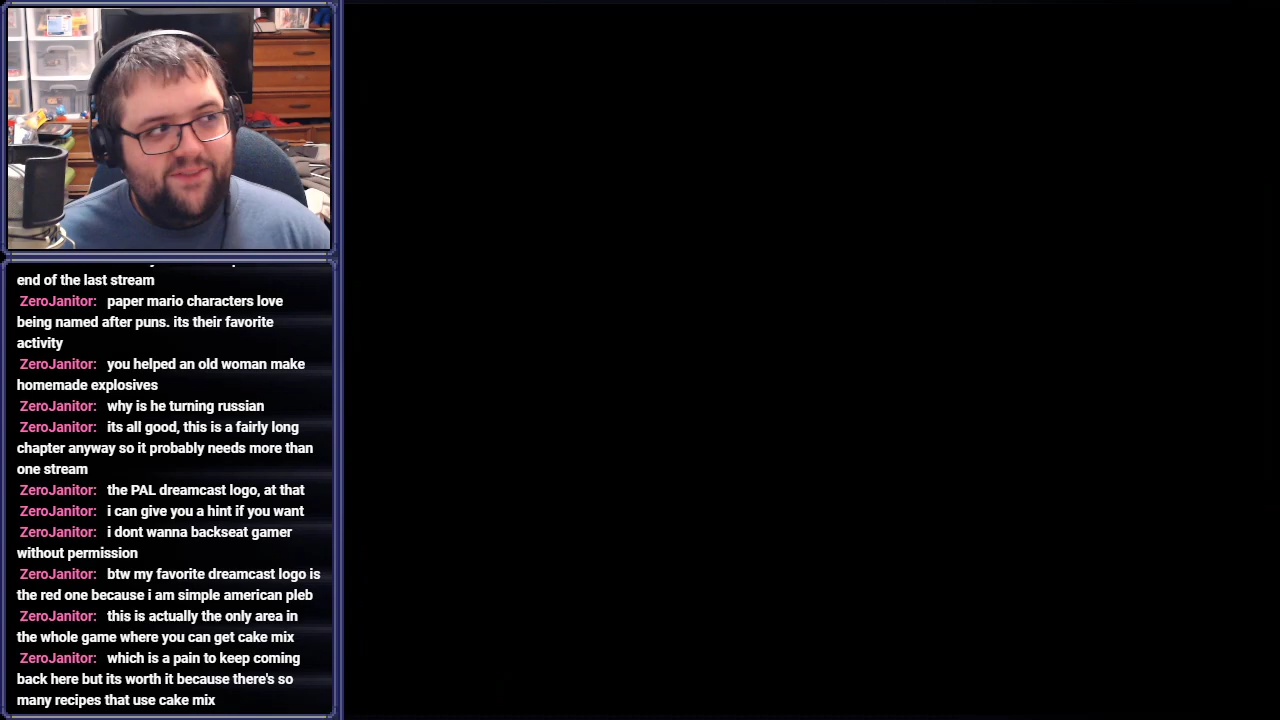 end of the last stream
ZeroJanitor: paper mario characters love
being named after puns. its their favorite
activity
ZeroJanitor: you helped an old woman make
homemade explosives
ZeroJanitor: why is he turning russian
ZeroJanitor: its all good, this is a fairly long
chapter anyway so it probably needs more than
one stream
ZeroJanitor: the PAL dreamcast logo, at that
ZeroJanitor: i can give you a hint if you want
ZeroJanitor: i dont wanna backseat gamer
without permission
ZeroJanitor: btw my favorite dreamcast logo is
the red one because i am simple american pleb
ZeroJanitor: this is actually the only area in
the whole game where you can get cake mix
ZeroJanitor: which is a pain to keep coming
back here but its worth it because there's so
many recipes that use cake mix